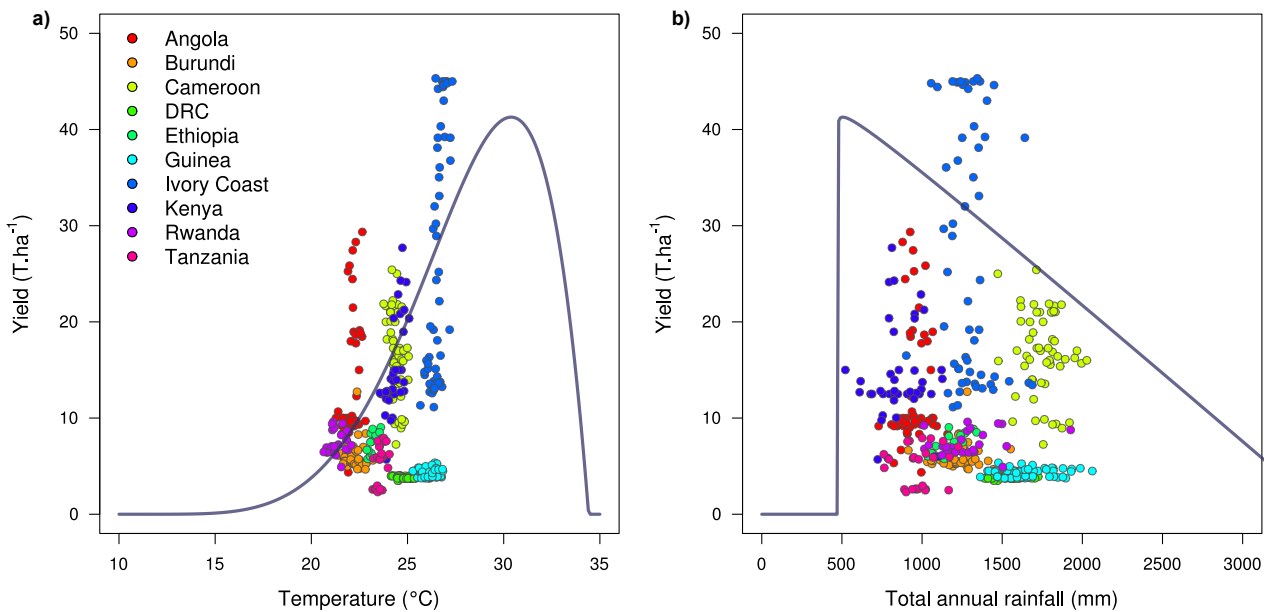 a)
50
40
30
20
10
0
Yield (T.ha⁻¹)
Angola
Burundi
Cameroon
DRC
Ethiopia
Guinea
Ivory Coast
Kenya
Rwanda
Tanzania
10 15 20 25 30 35
Temperature (°C)
b)
50
40
30
20
10
0
Yield (T.ha⁻¹)
0 500 1000 1500 2000 2500 3000
Total annual rainfall (mm)